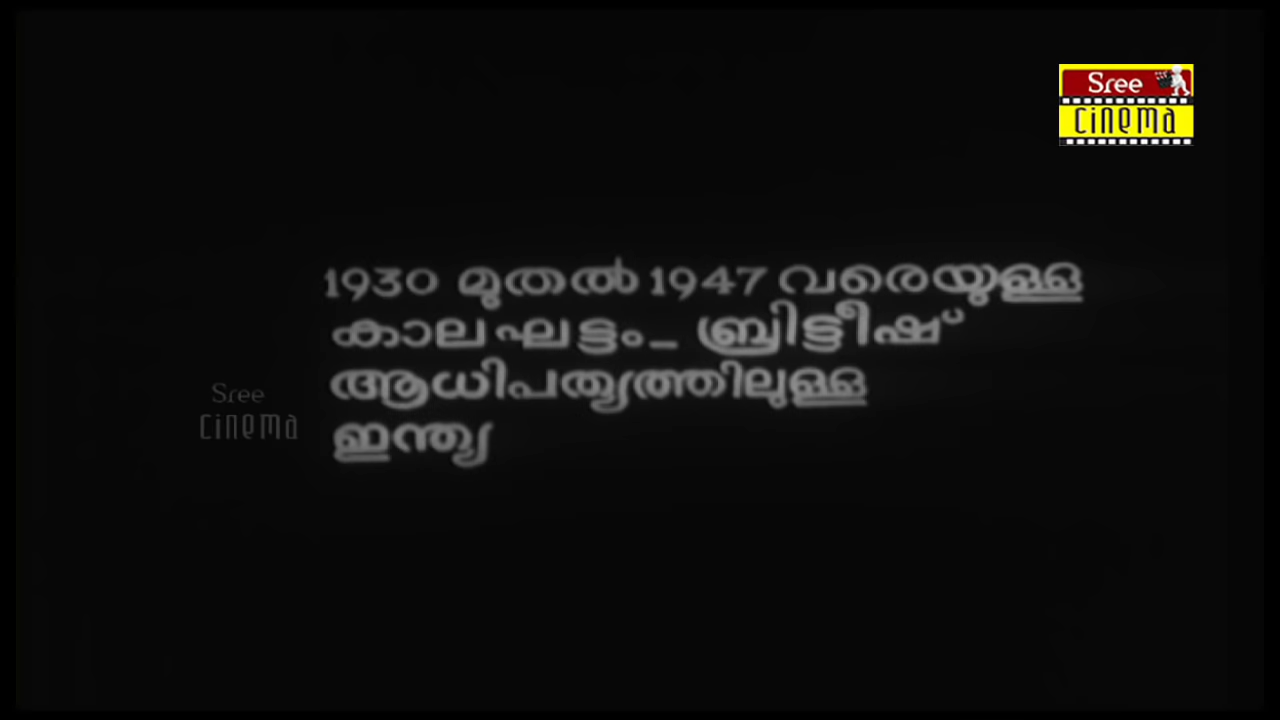 Sree
cinema
1930 മുതൽ 1947 വരെയുള്ള
കാലഘട്ടം _ ബ്രിട്ടീഷ്
ആധിപത്യത്തിലുള്ള
ഇന്ത്യ
Sree
cinema